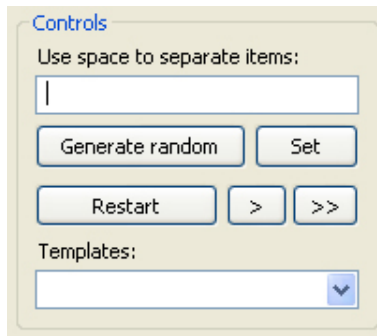 Controls
Use space to separate items:
Generate random Set
Restart > >>
Templates: